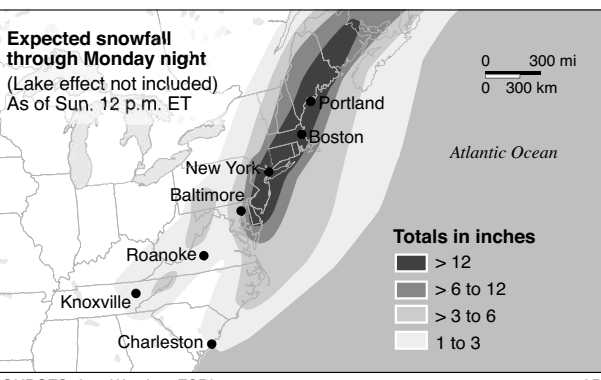 Expected snowfall
through Monday night
(Lake effect not included)
As of Sun. 12 p.m. ET
0 300 mi
0 300 km
Portland
Boston
Atlantic Ocean
New York
Baltimore
Roanoke
Knoxville
Charleston
Totals in inches
> 12
> 6 to 12
> 3 to 6
1 to 3